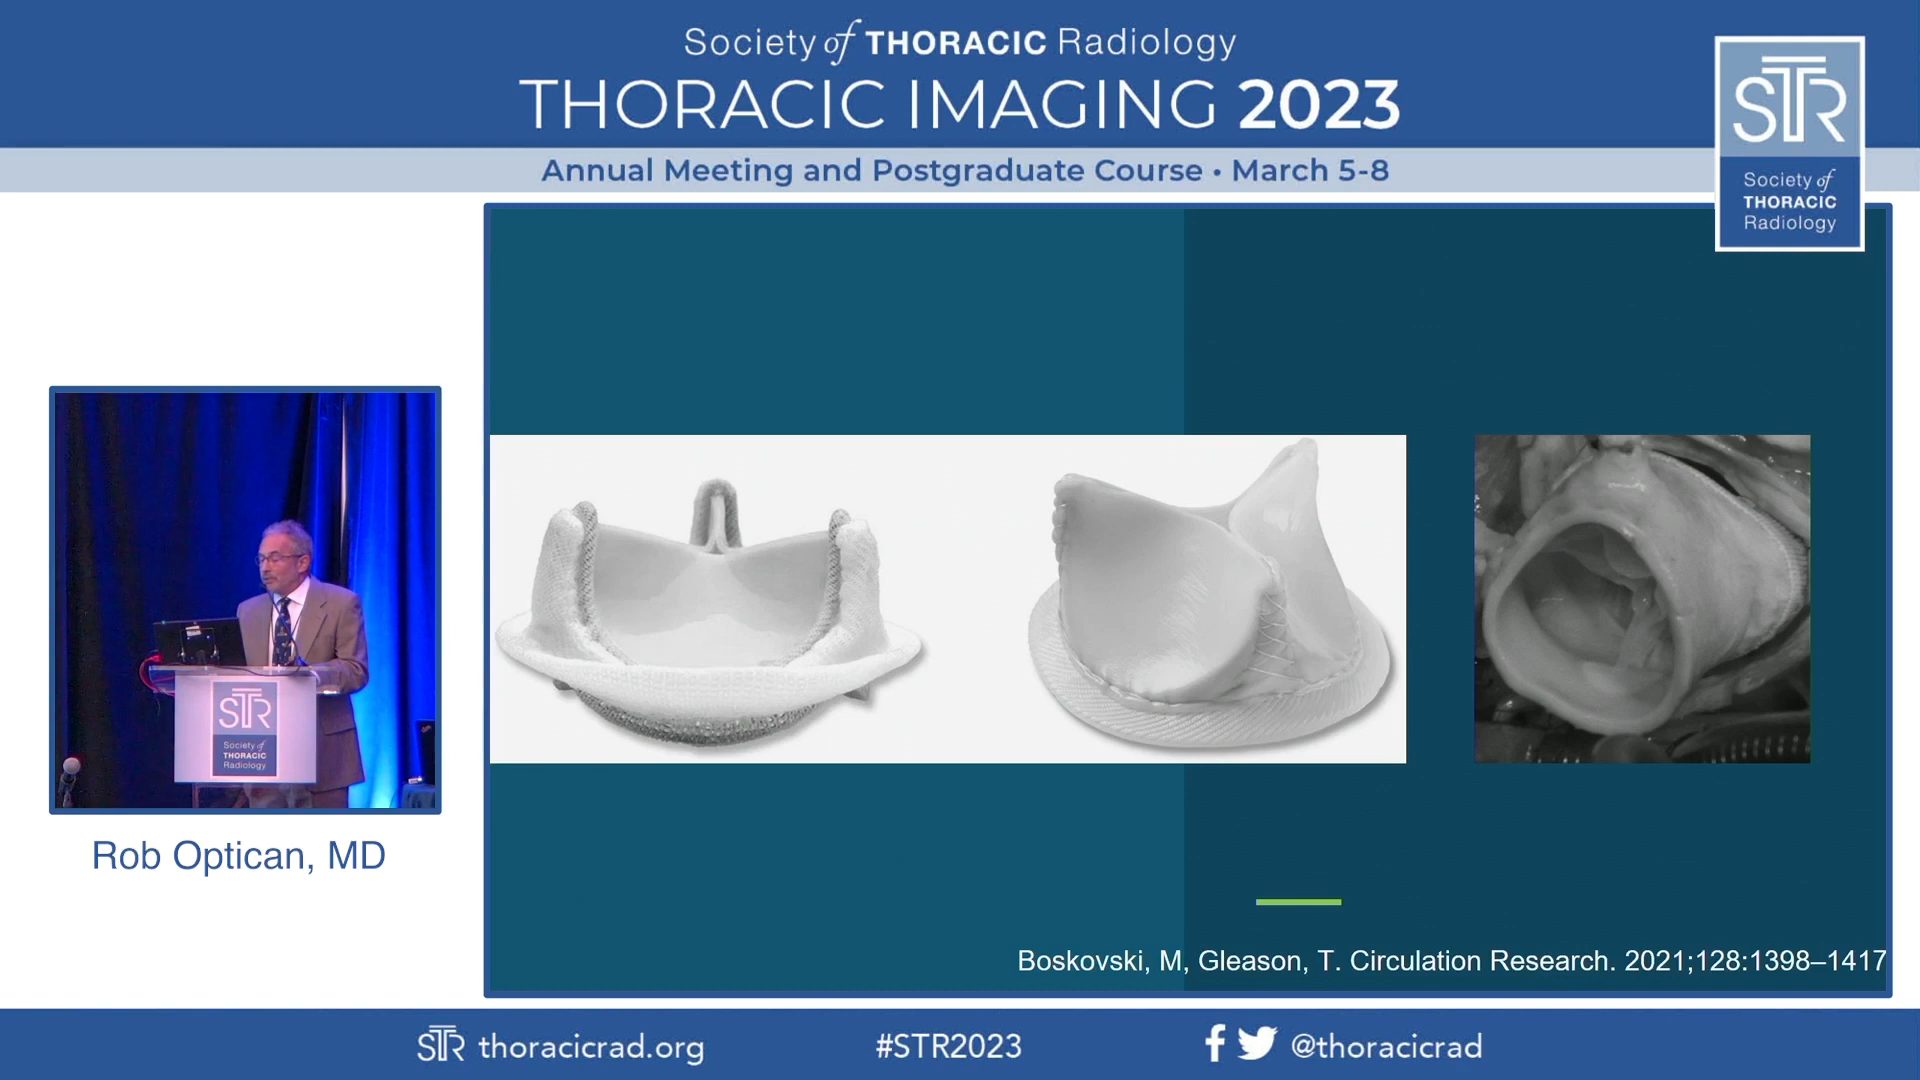 Society of THORACIC Radiology
THORACIC IMAGING 2023
Annual Meeting and Postgraduate Course • March 5-8
STR
Society of
THORACIC
Radiology
STR
Society of
THORACIC
Radiology
Rob Optican, MD
Boskovski, M, Gleason, T. Circulation Research. 2021;128:1398–1417
STR thoracicrad.org
#STR2023
@thoracicrad